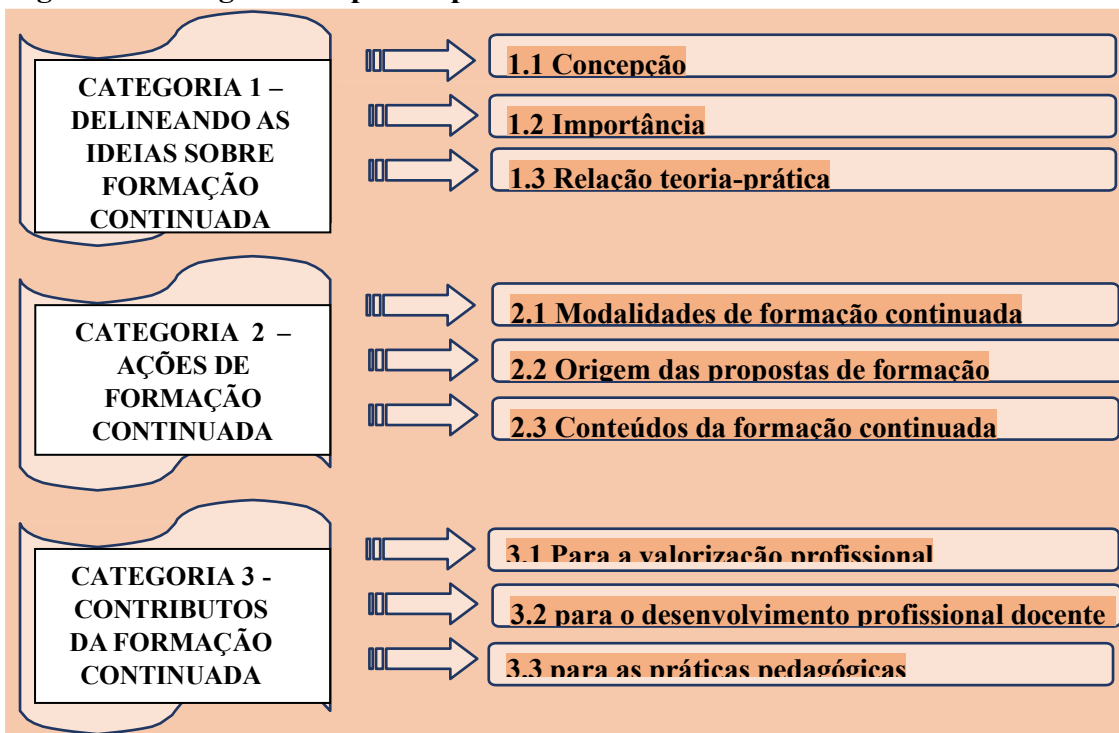 CATEGORIA 1 –
DELINEANDO AS
IDEIAS SOBRE
FORMAÇÃO
CONTINUADA
1.1 Concepção
1.2 Importância
1.3 Relação teoria-prática
CATEGORIA 2 –
AÇÕES DE
FORMAÇÃO
CONTINUADA
2.1 Modalidades de formação continuada
2.2 Origem das propostas de formação
2.3 Conteúdos da formação continuada
CATEGORIA 3 -
CONTRIBUTOS
DA FORMAÇÃO
CONTINUADA
3.1 Para a valorização profissional
3.2 para o desenvolvimento profissional docente
3.3 para as práticas pedagógicas